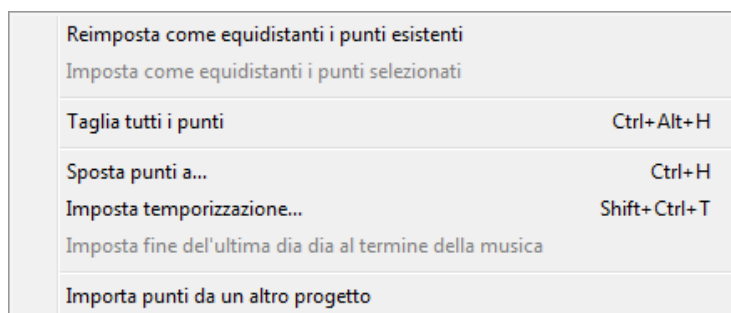 Reimposta come equidistanti i punti esistenti
Imposta come equidistanti i punti selezionati
Taglia tutti i punti Ctrl+Alt+H
Sposta punti a... Ctrl+H
Imposta temporizzazione... Shift+Ctrl+T
Imposta fine del'ultima dia dia al termine della musica
Importa punti da un altro progetto